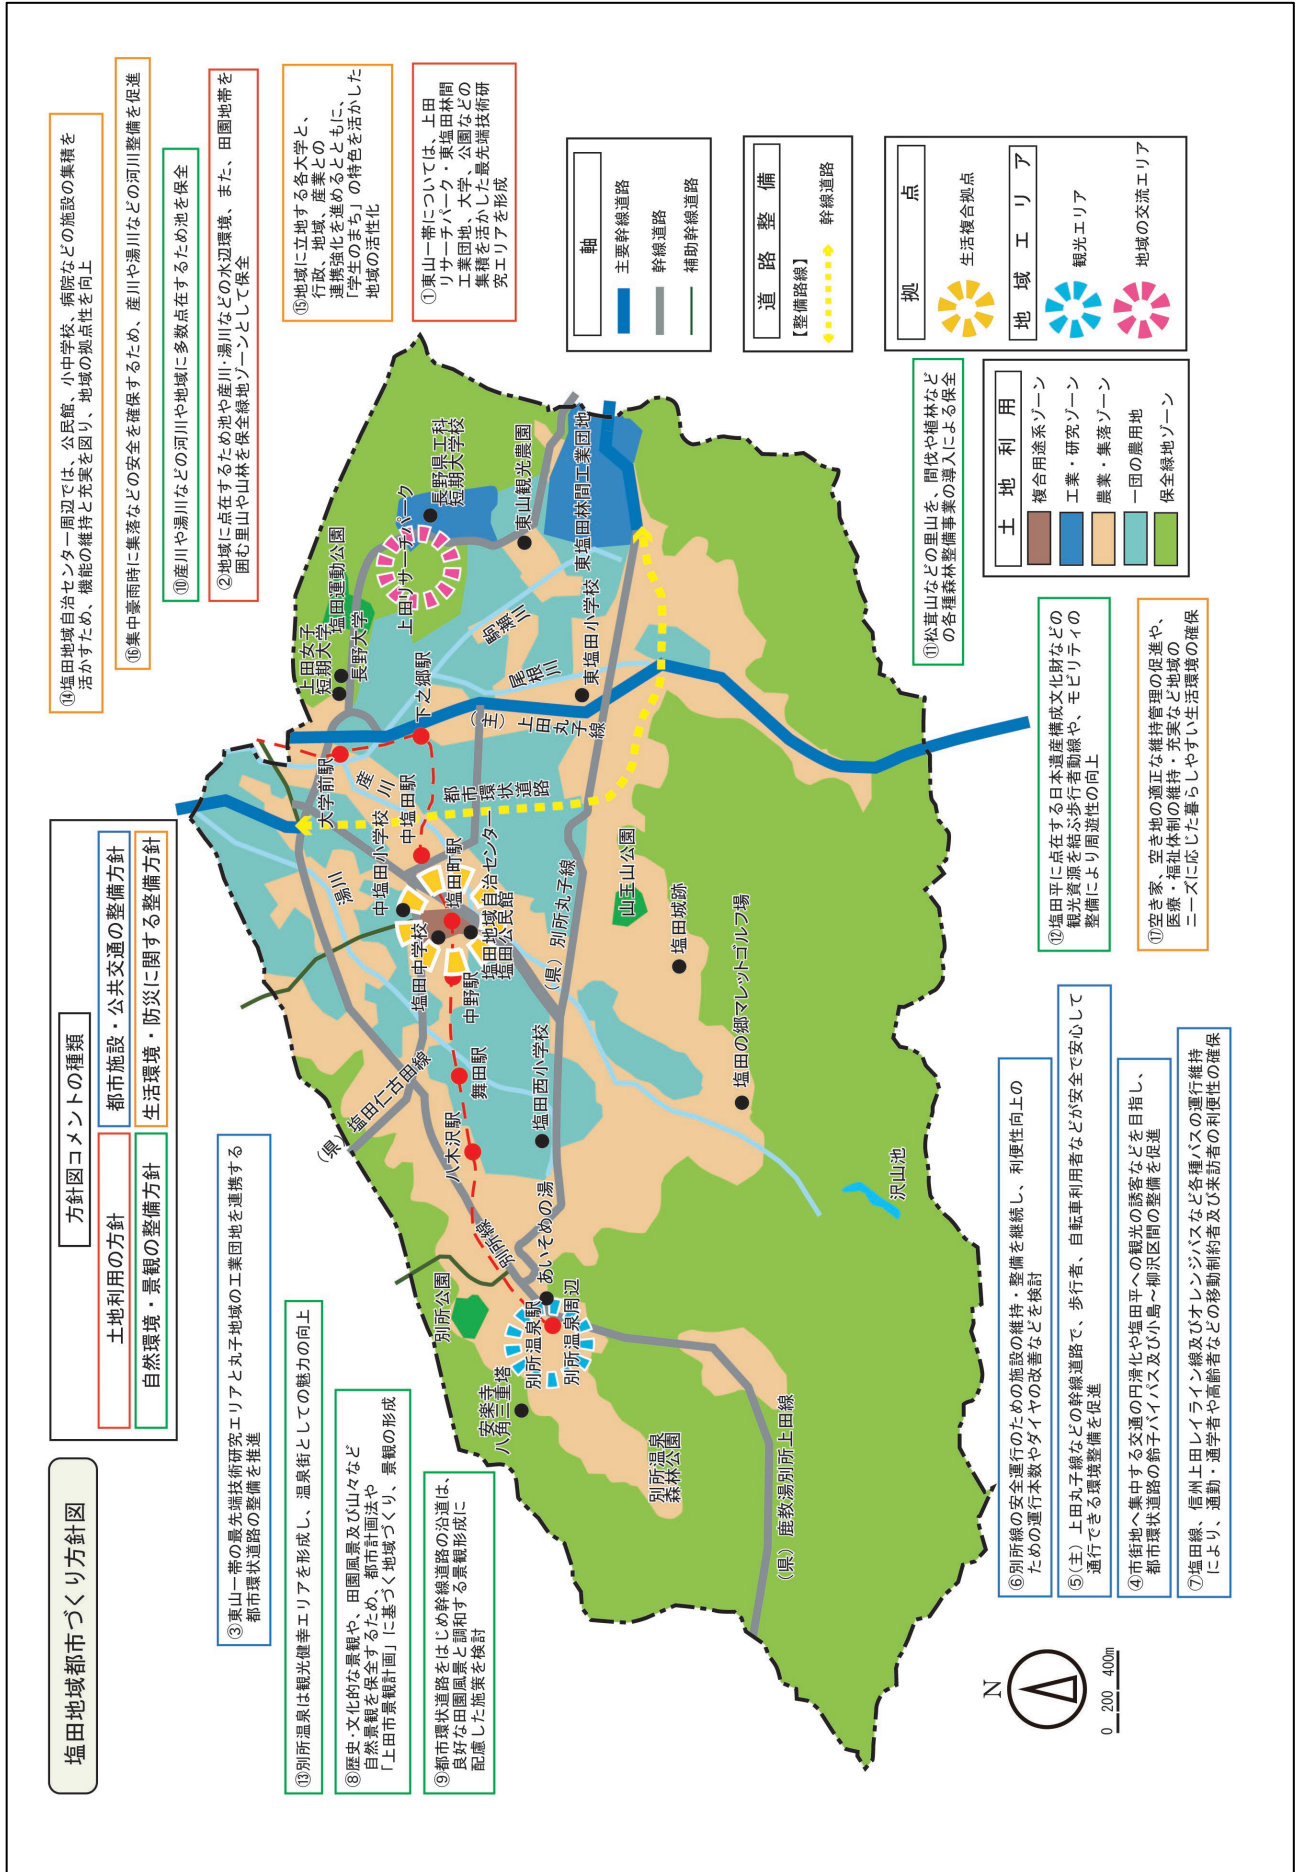 塩田地域都市づくり方針図
方針図コメントの種類
土地利用の方針
都市施設・公共交通の整備方針
自然環境・景観の整備方針
生活環境・防災に関する整備方針
⑭塩田地域自治センター周辺では、公民館、小中学校、病院などの施設の集積を
活かすため、機能の維持と充実を図り、地域の拠点性を向上
⑯集中豪雨時に集落などの安全を確保するため、産川や湯川などの河川整備を促進
⑩産川や湯川などの河川や地域に多数点在するため池を保全
②地域に点在するため池や産川・湯川などの水辺環境、また、田園地帯を
囲む里山や山林を保全緑地ゾーンとして保全
⑮地域に立地する各大学と、
行政、地域、産業との
連携強化を進めるとともに、
「学生のまち」の特色を活かした
地域の活性化
①東山一帯については、上田
リサーチパーク・東塩田林間
工業団地、大学、公園などの
集積を活かした最先端技術研
究エリアを形成
③東山一帯の最先端技術研究エリアと丸子地域の工業団地を連携する
都市環状道路の整備を推進
⑬別所温泉は観光健幸エリアを形成し、温泉街としての魅力の向上
⑧歴史・文化的な景観や、田園風景及び山々など
自然景観を保全するため、都市計画法や
「上田市景観計画」に基づく地域づくり、景観の形成
⑨都市環状道路をはじめ幹線道路の沿道は、
良好な田園風景と調和する景観形成に
配慮した施策を検討
軸
主要幹線道路
幹線道路
補助幹線道路
道路整備
【整備路線】
幹線道路
拠点
生活複合拠点
地域エリア
観光エリア
地域の交流エリア
土地利用
複合用途系ゾーン
工業・研究ゾーン
農業・集落ゾーン
一団の農用地
保全緑地ゾーン
上田女子
短期大学
塩田運動公園
長野大学
上田リサーチパーク
長野県工科
短期大学校
東山観光農園
東塩田林間工業団地
駒瀬川
尾根川
東塩田小学校
下之郷駅
(主)上田丸子線
大学前駅
産川
中塩田駅
都市環状道路
湯川
中塩田小学校
塩田町駅
塩田中学校
塩田地域自治センター
塩田公民館
中野駅
(県)別所丸子線
山王山公園
塩田城跡
塩田の郷マレットゴルフ場
(県)塩田仁古田線
舞田駅
塩田西小学校
八木沢駅
別所線
あいそめの湯
別所公園
別所温泉駅
別所温泉周辺
安楽寺
八角三重塔
別所温泉
森林公園
(県)鹿教湯別所上田線
沢山池
⑪松茸山などの里山を、間伐や植林など
の各種森林整備事業の導入による保全
⑫塩田平に点在する日本遺産構成文化財などの
観光資源を結ぶ歩行者動線や、モビリティの
整備により周遊性の向上
⑰空き家、空き地の適正な維持管理の促進や、
医療・福祉体制の維持・充実など地域の
ニーズに応じた暮らしやすい生活環境の確保
⑥別所線の安全運行のための施設の維持・整備を継続し、利便性向上の
ための運行本数やダイヤの改善などを検討
⑤(主)上田丸子線などの幹線道路で、歩行者、自転車利用者などが安全で安心して
通行できる環境整備を促進
④市街地へ集中する交通の円滑化や塩田平への観光の誘客などを目指し、
都市環状道路の鈴子バイパス及び小島～柳沢区間の整備を促進
⑦塩田線、信州上田レイライン線及びオレンジバスなど各種バスの運行維持
により、通勤・通学者や高齢者などの移動制約者及び来訪者の利便性の確保
N
0 200 400m